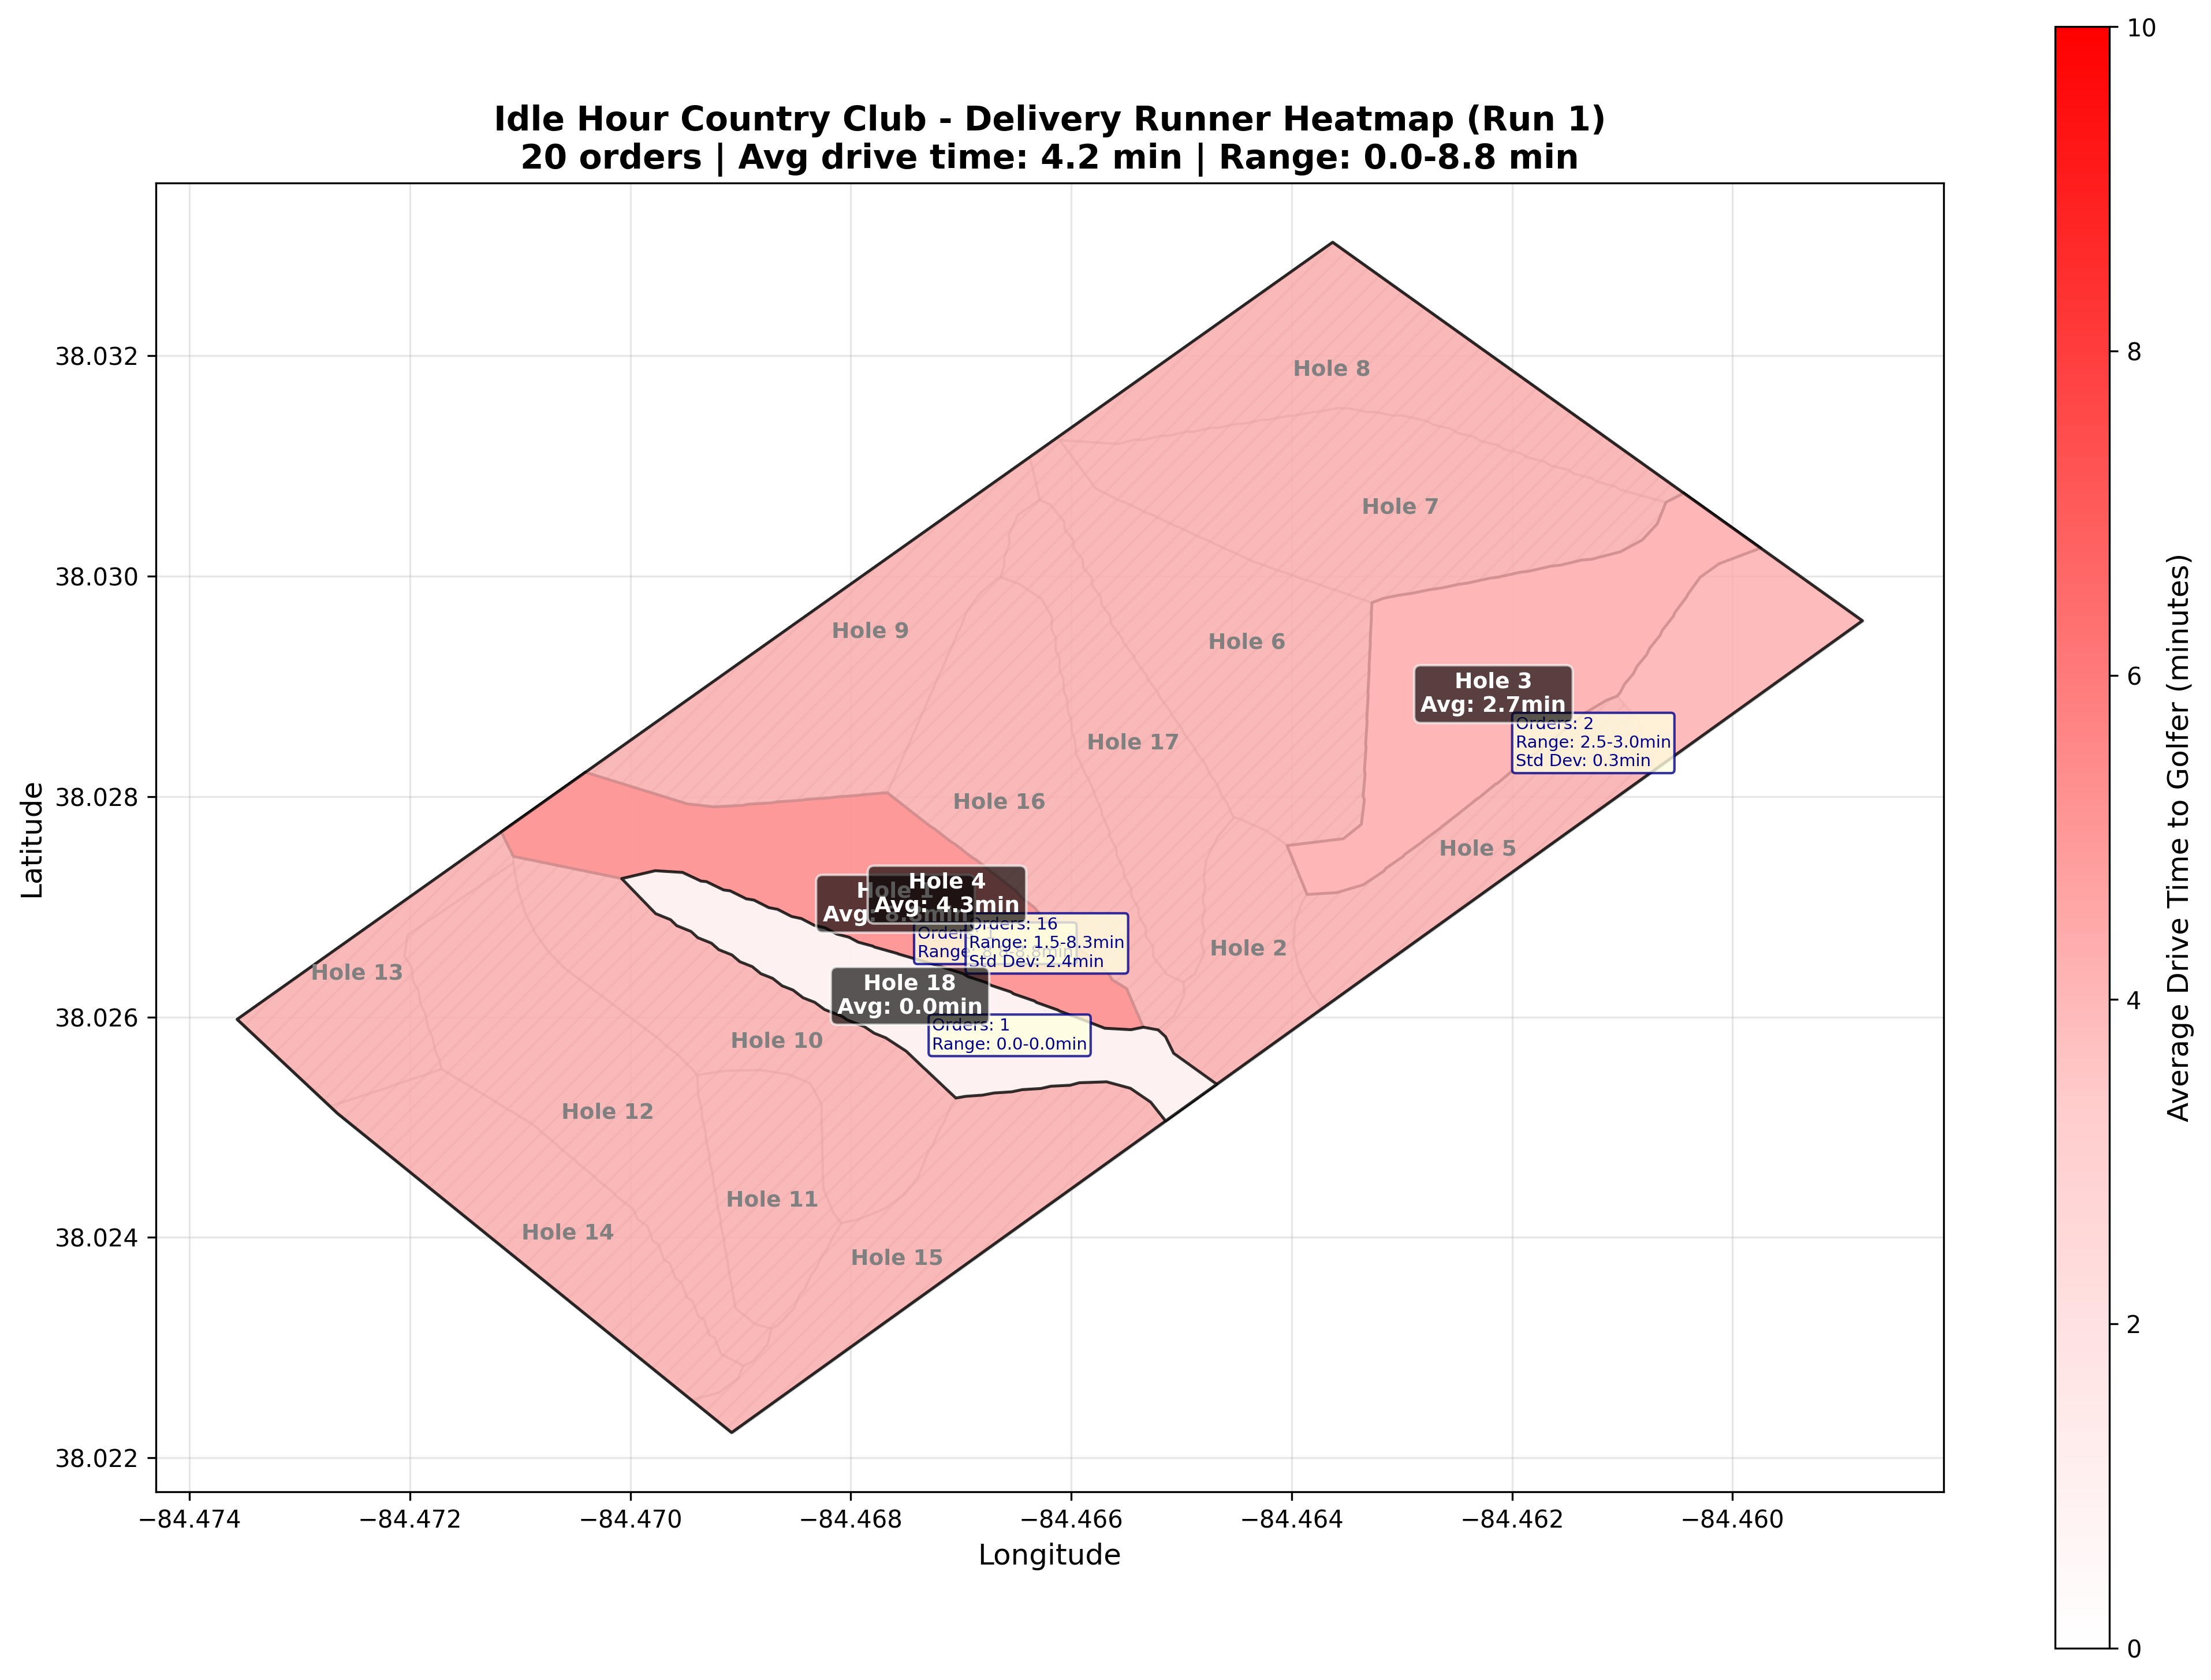 Idle Hour Country Club - Delivery Runner Heatmap (Run 1)
20 orders | Avg drive time: 4.2 min | Range: 0.0-8.8 min
Latitude
38.032
38.030
38.028
38.026
38.024
38.022
Hole 8
Hole 7
Hole 9
Hole 6
Hole 3
Avg: 2.7min
Orders: 2
Range: 2.5-3.0min
Std Dev: 0.3min
Hole 17
Hole 16
Hole 5
Hole 1
Avg: 8.8min
Hole 4
Avg: 4.3min
Orders: 16
Range: 1.5-8.3min
Std Dev: 2.4min
Hole 2
Hole 13
Hole 18
Avg: 0.0min
Orders: 1
Range: 0.0-0.0min
Hole 10
Hole 12
Hole 11
Hole 14
Hole 15
−84.474
−84.472
−84.470
−84.468
−84.466
−84.464
−84.462
−84.460
Longitude
10
8
6
4
2
0
Average Drive Time to Golfer (minutes)